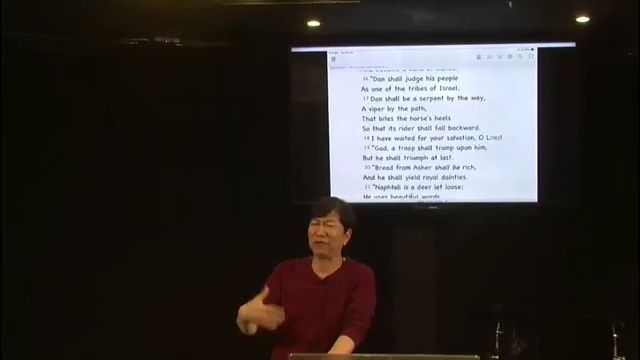 16 "Dan shall judge his people
As one of the tribes of Israel.
17 Dan shall be a serpent by the way,
A viper by the path,
That bites the horse's heels
So that its rider shall fall backward.
18 I have waited for your salvation, O LORD!
19 "Gad, a troop shall tramp upon him,
But he shall triumph at last.
20 "Bread from Asher shall be rich,
And he shall yield royal dainties.
21 "Naphtali is a deer let loose;
He uses beautiful words